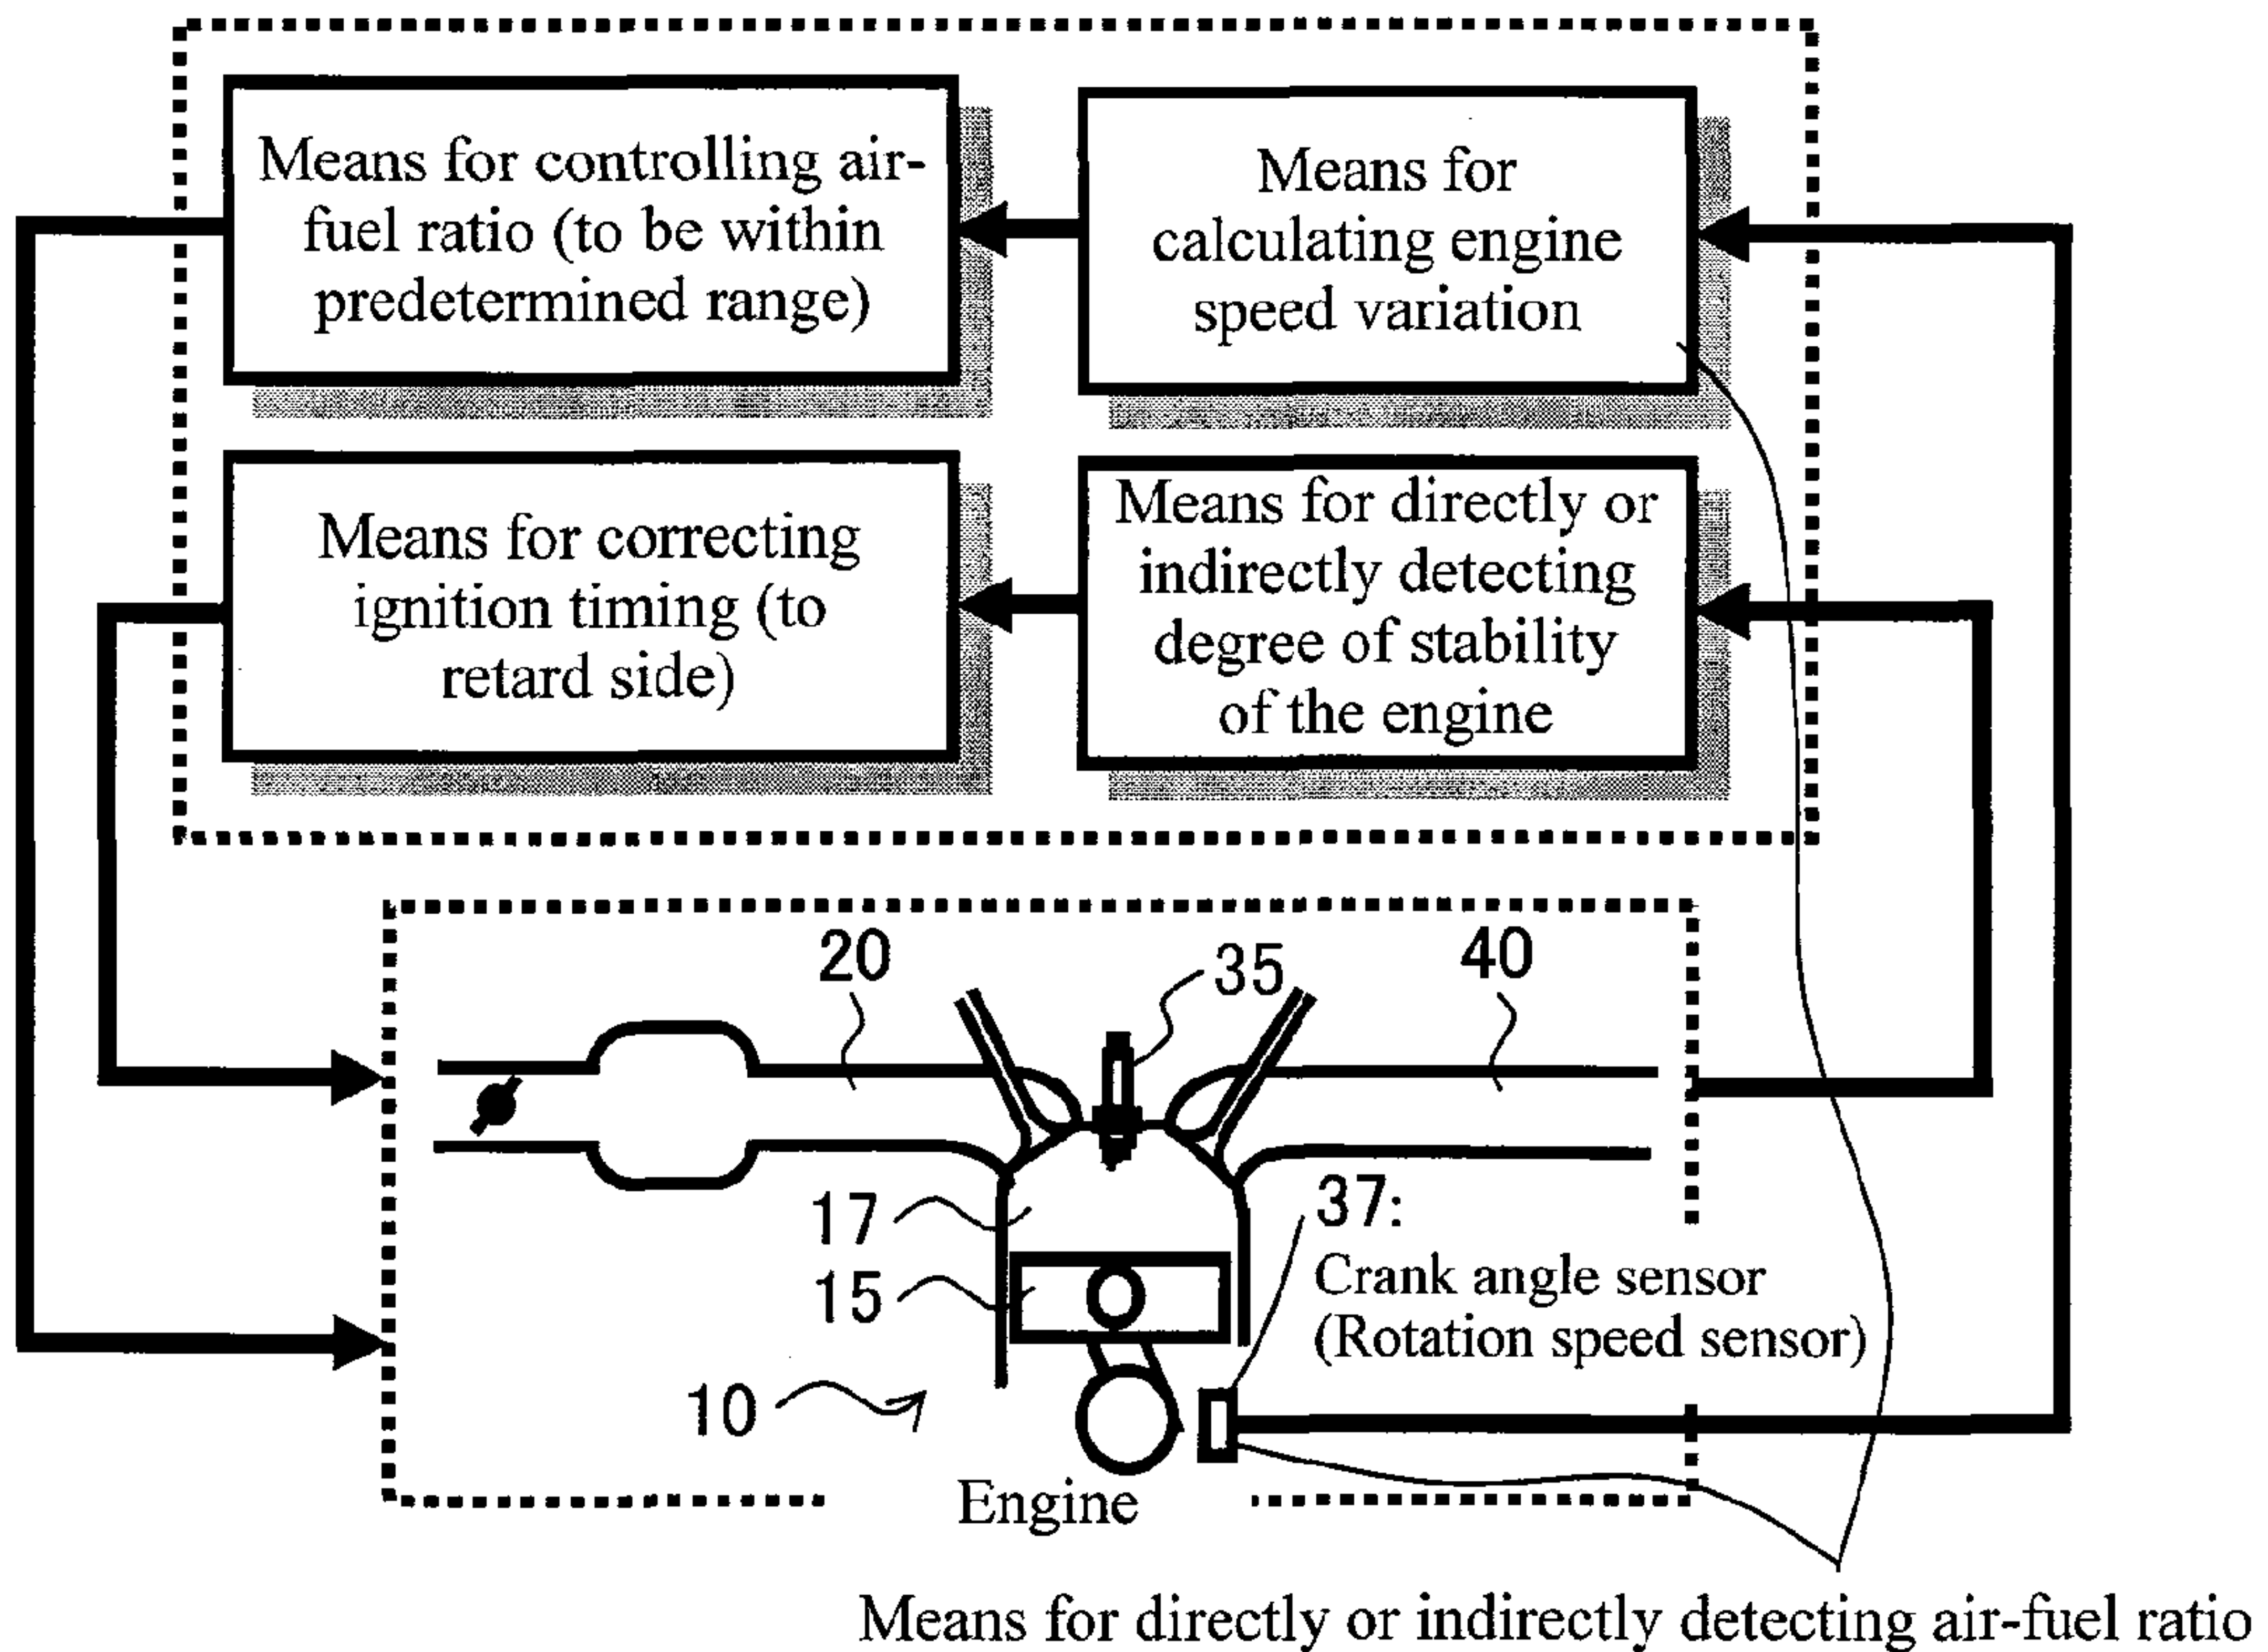 Means for controlling air-
fuel ratio (to be within
predetermined range)
Means for
calculating engine
speed variation
Means for correcting
ignition timing (to
retard side)
Means for directly or
indirectly detecting
degree of stability
of the engine
20
35
40
17
15
10
37:
Crank angle sensor
(Rotation speed sensor)
Engine
Means for directly or indirectly detecting air-fuel ratio